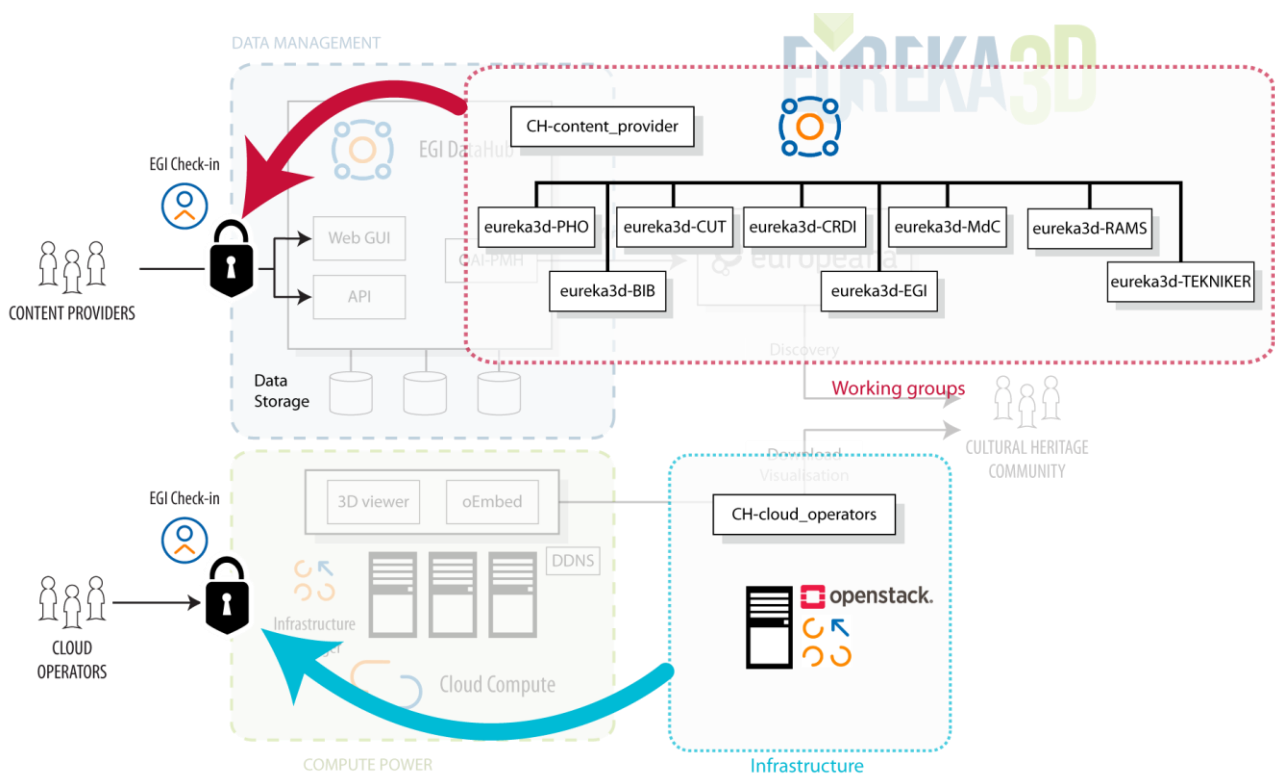 DATA MANAGEMENT
EUREKA3D
CH-content_provider
EGI DataHub
EGI Check-in
eureka3d-PHO
eureka3d-CUT
eureka3d-CRDI
eureka3d-MdC
eureka3d-RAMS
Web GUI
OAI-PMH
europeana
eureka3d-BIB
eureka3d-EGI
eureka3d-TEKNIKER
API
CONTENT PROVIDERS
Discovery
Data
Storage
Working groups
CULTURAL HERITAGE
COMMUNITY
Download
Visualisation
EGI Check-in
3D viewer
oEmbed
CH-cloud_operators
DDNS
openstack.
Infrastructure
CLOUD
OPERATORS
Cloud Compute
COMPUTE POWER
Infrastructure